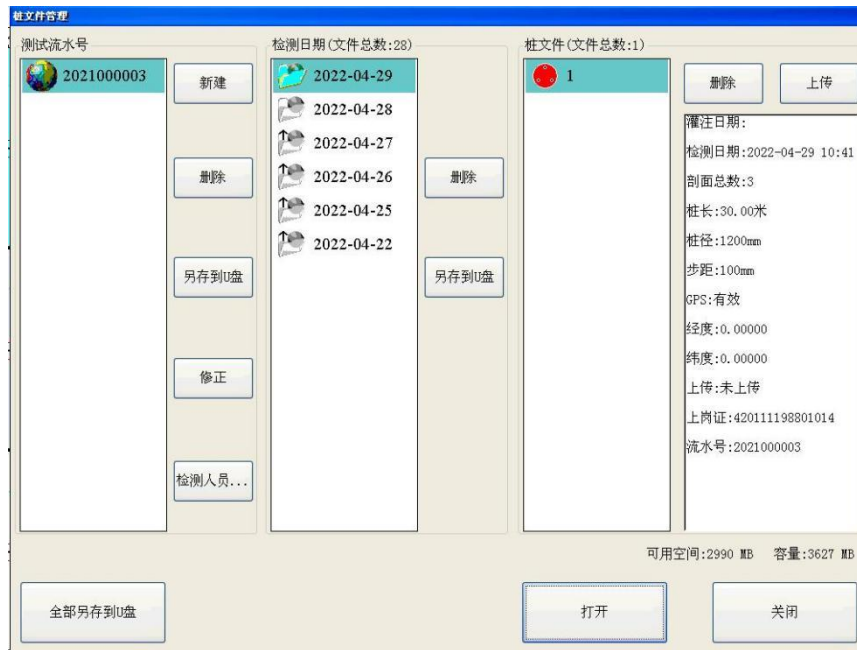 桩文件管理
测试流水号
2021000003
新建
删除
另存到U盘
修正
检测人员...
检测日期(文件总数:28)
2022-04-29
2022-04-28
2022-04-27
2022-04-26
2022-04-25
2022-04-22
删除
另存到U盘
桩文件(文件总数:1)
1
删除
上传
灌注日期:
检测日期:2022-04-29 10:41
剖面总数:3
桩长:30.00米
桩径:1200mm
步距:100mm
GPS:有效
经度:0.00000
纬度:0.00000
上传:未上传
上岗证:420111198801014
流水号:2021000003
可用空间:2990 MB 容量:3627 MB
全部另存到U盘
打开
关闭